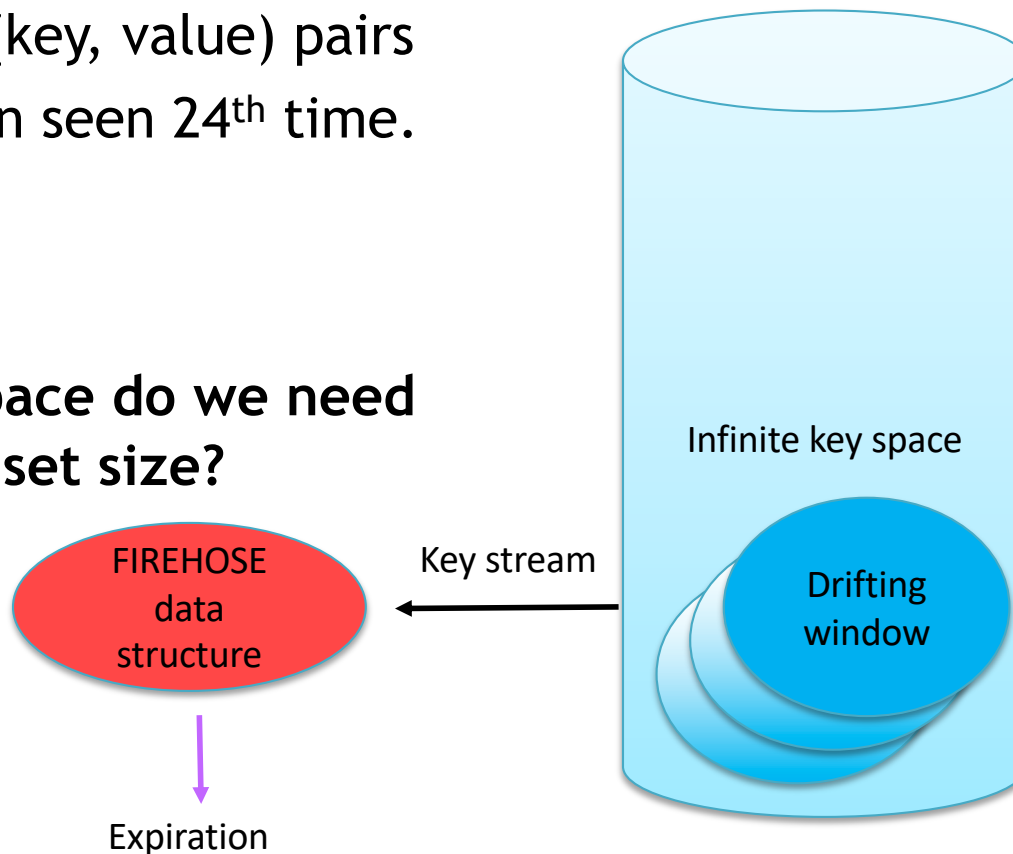 (key, value) pairs
n seen 24th time.
pace do we need
set size?
Infinite key space
FIREHOSE
data
structure
Key stream
Drifting
window
Expiration